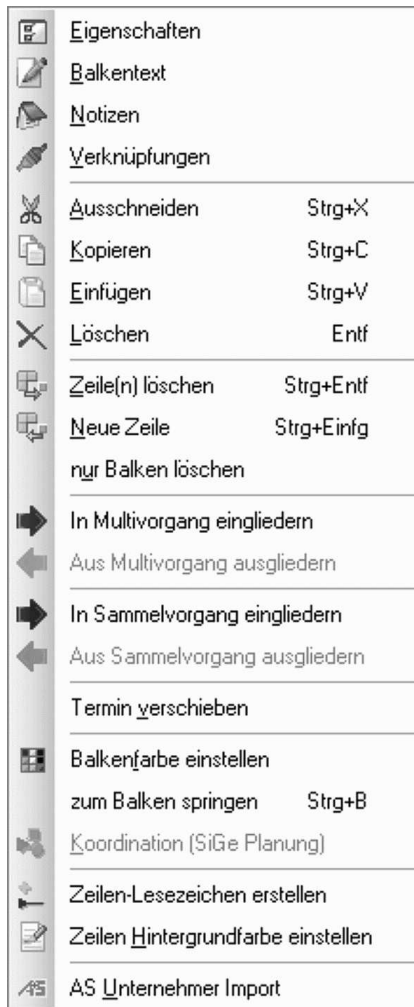 Eigenschaften
Balkentext
Notizen
Verknüpfungen
Ausschneiden Strg+X
Kopieren Strg+C
Einfügen Strg+V
Löschen Entf
Zeile(n) löschen Strg+Entf
Neue Zeile Strg+Einfg
nur Balken löschen
In Multivorgang eingliedern
Aus Multivorgang ausgliedern
In Sammelvorgang eingliedern
Aus Sammelvorgang ausgliedern
Termin verschieben
Balkenfarbe einstellen
zum Balken springen Strg+B
Koordination (SiGe Planung)
Zeilen-Lesezeichen erstellen
Zeilen Hintergrundfarbe einstellen
AS AS Unternehmer Import